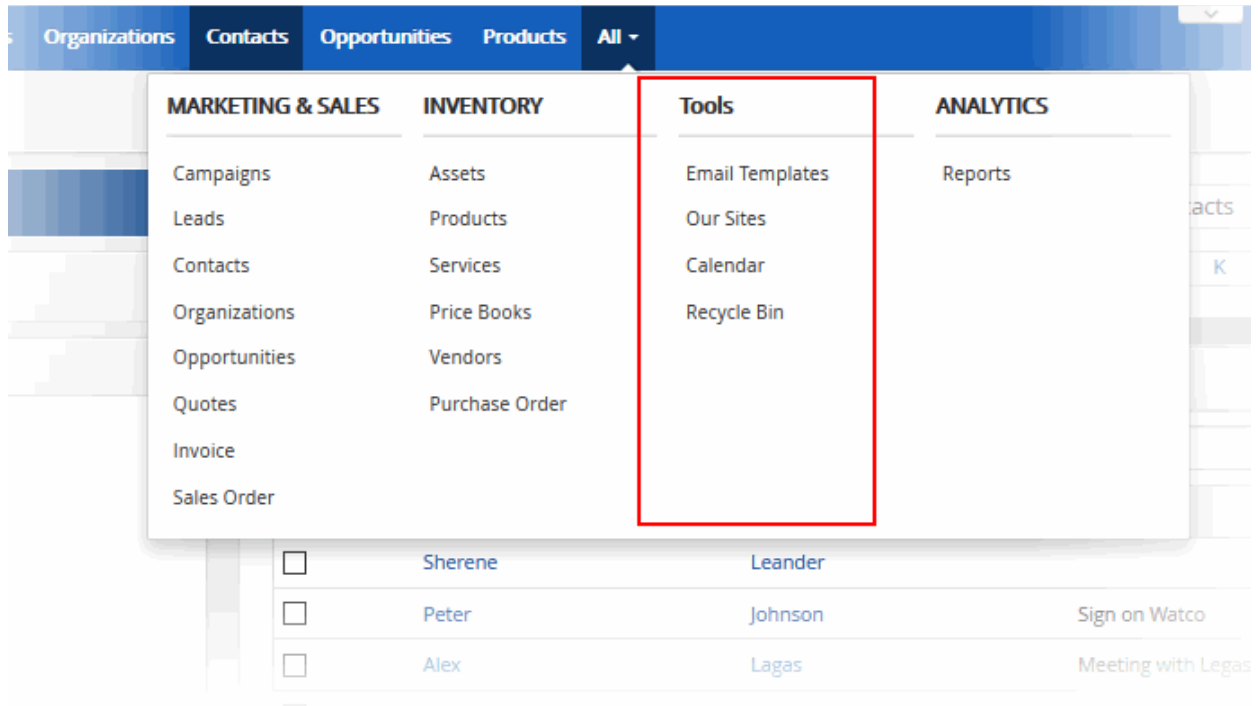 Organizations Contacts Opportunities Products All
MARKETING & SALES INVENTORY Tools ANALYTICS
Campaigns Assets Email Templates Reports
Leads Products Our Sites
Contacts Services Calendar K
Organizations Price Books Recycle Bin
Opportunities Vendors
Quotes Purchase Order
Invoice
Sales Order
Sherene Leander
Peter Johnson Sign on Watco
Alex Lagas Meeting with Legas